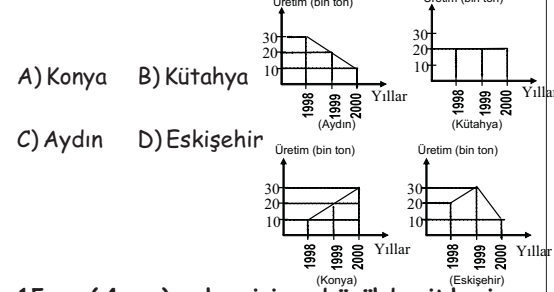 Üretim (bin ton)
Üretim (bin ton)
30
20
10
30
20
10
A) Konya B) Kütahya
Yıllar
1998
1999
2000
(Aydın)
1998
1999
2000
(Kütahya)
C) Aydın D) Eskişehir
Üretim (bin ton)
Üretim (bin ton)
30
20
10
30
20
10
Yıllar
Yıllar
1998
1999
2000
(Konya)
1998
1999
2000
(Eskişehir)